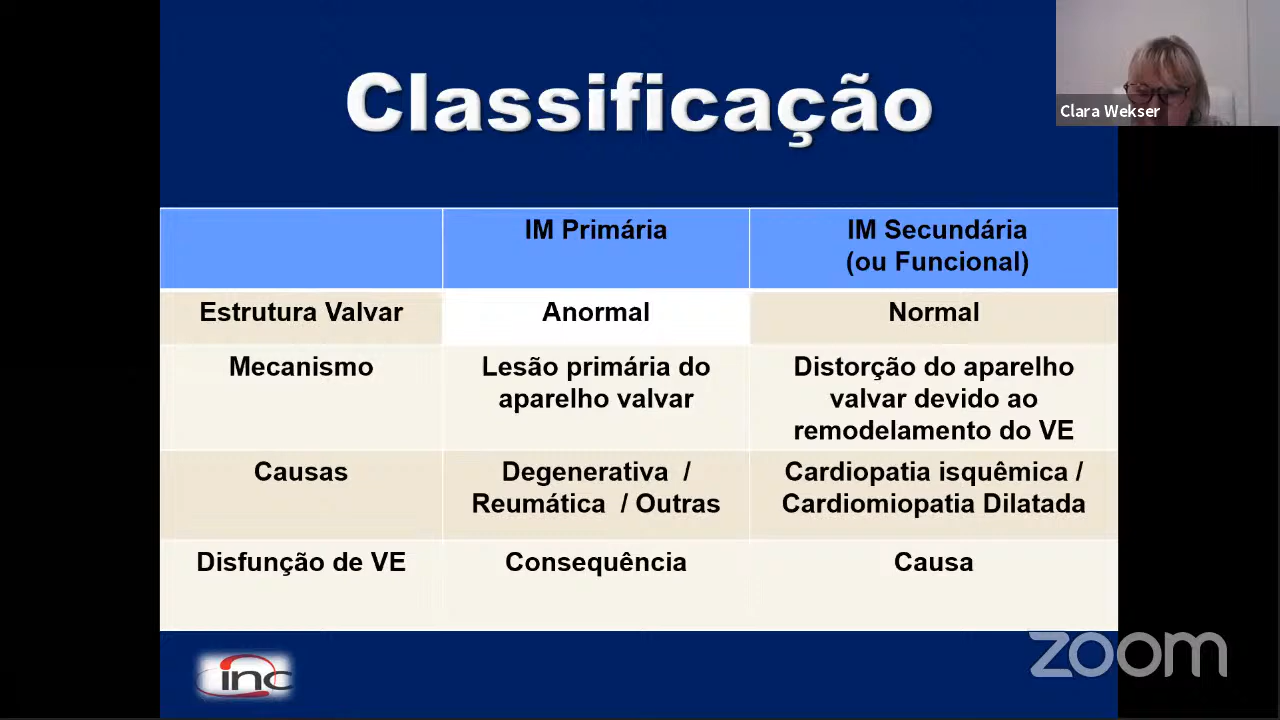 Classificação
Clara Wekser
IM Primária
IM Secundária
(ou Funcional)
Estrutura Valvar
Anormal
Normal
Mecanismo
Lesão primária do
aparelho valvar
Distorção do aparelho
valvar devido ao
remodelamento do VE
Causas
Degenerativa /
Reumática / Outras
Cardiopatia isquêmica /
Cardiomiopatia Dilatada
Disfunção de VE
Consequência
Causa
inc
zoom